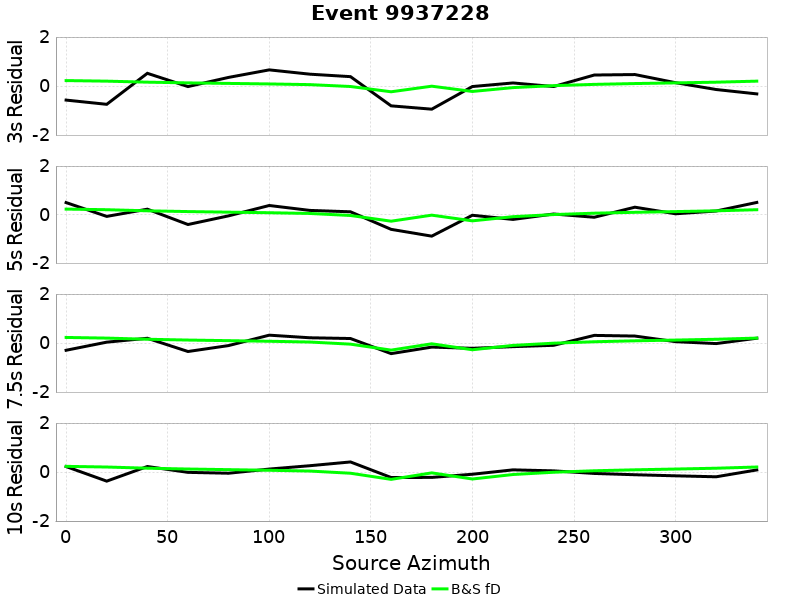 Event 9937228
3s Residual
2
0
-2
5s Residual
2
0
-2
7.5s Residual
2
0
-2
10s Residual
2
0
-2
0 50 100 150 200 250 300
Source Azimuth
Simulated Data B&S fD